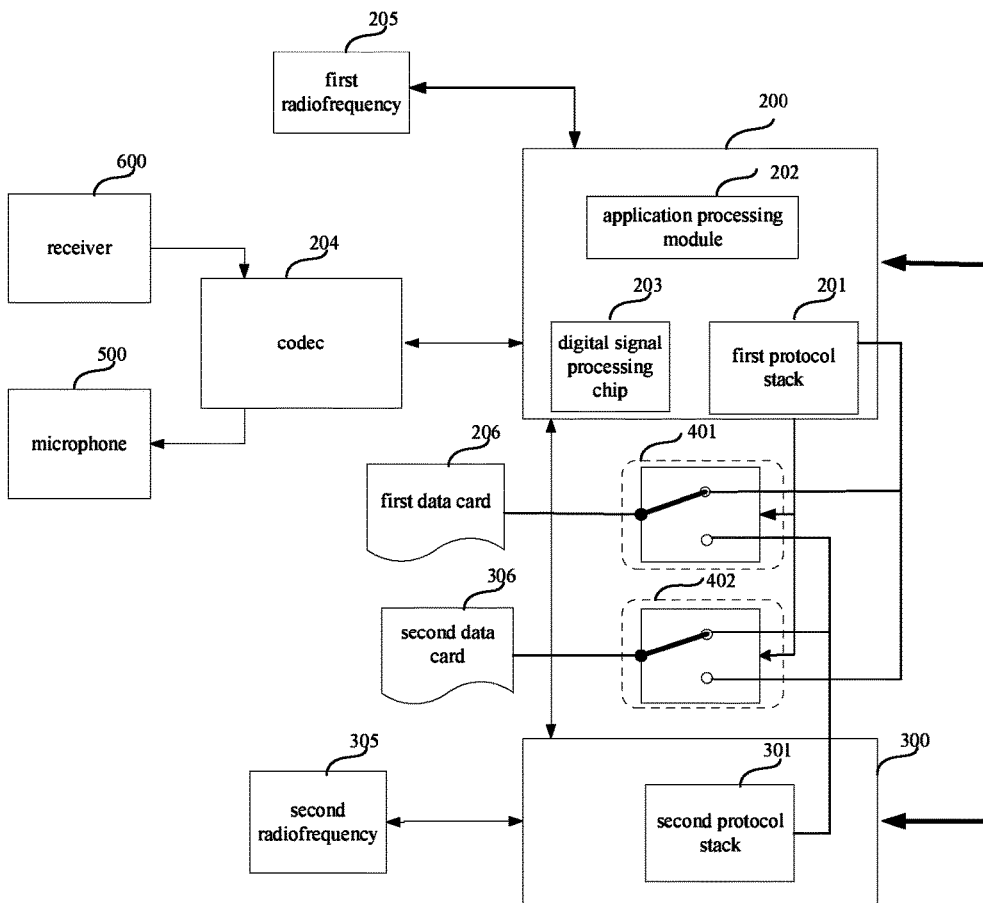 205
first
radiofrequency
200
600
receiver
202
application processing
module
204
codec
203
digital signal
processing
chip
201
first protocol
stack
500
microphone
206
first data card
401
306
second data
card
402
305
second
radiofrequency
301
second protocol
stack
300